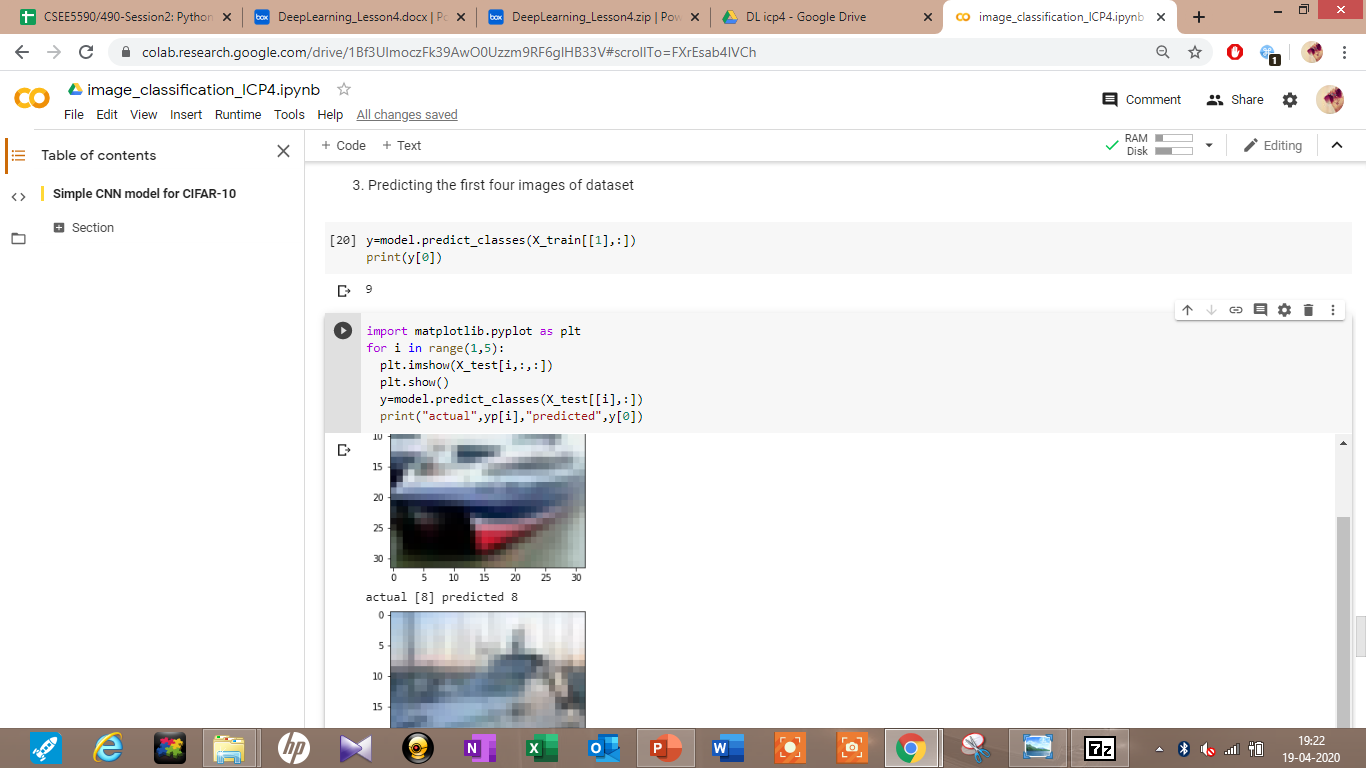 CSEE5590/490-Session2: Python
DeepLearning_Lesson4.docx | Po
DeepLearning_Lesson4.zip | Pow
DL icp4 - Google Drive
image_classification_ICP4.ipynb
colab.research.google.com/drive/1Bf3UImoczFk39AwO0Uzzm9RF6gIHB33V#scrollTo=FXrEsab4IVCh
1
image_classification_ICP4.ipynb
File Edit View Insert Runtime Tools Help All changes saved
Comment
Share
Table of contents
Simple CNN model for CIFAR-10
Section
+ Code + Text
RAM
Disk
Editing
3. Predicting the first four images of dataset
[20] y=model.predict_classes(X_train[[1],:])
print(y[0])
9
import matplotlib.pyplot as plt
for i in range(1,5):
plt.imshow(X_test[i,:,:])
plt.show()
y=model.predict_classes(X_test[[i],:])
print("actual",yp[i],"predicted",y[0])
10
15
20
25
30
0 5 10 15 20 25 30
actual [8] predicted 8
0
5
10
15
19:22
19-04-2020